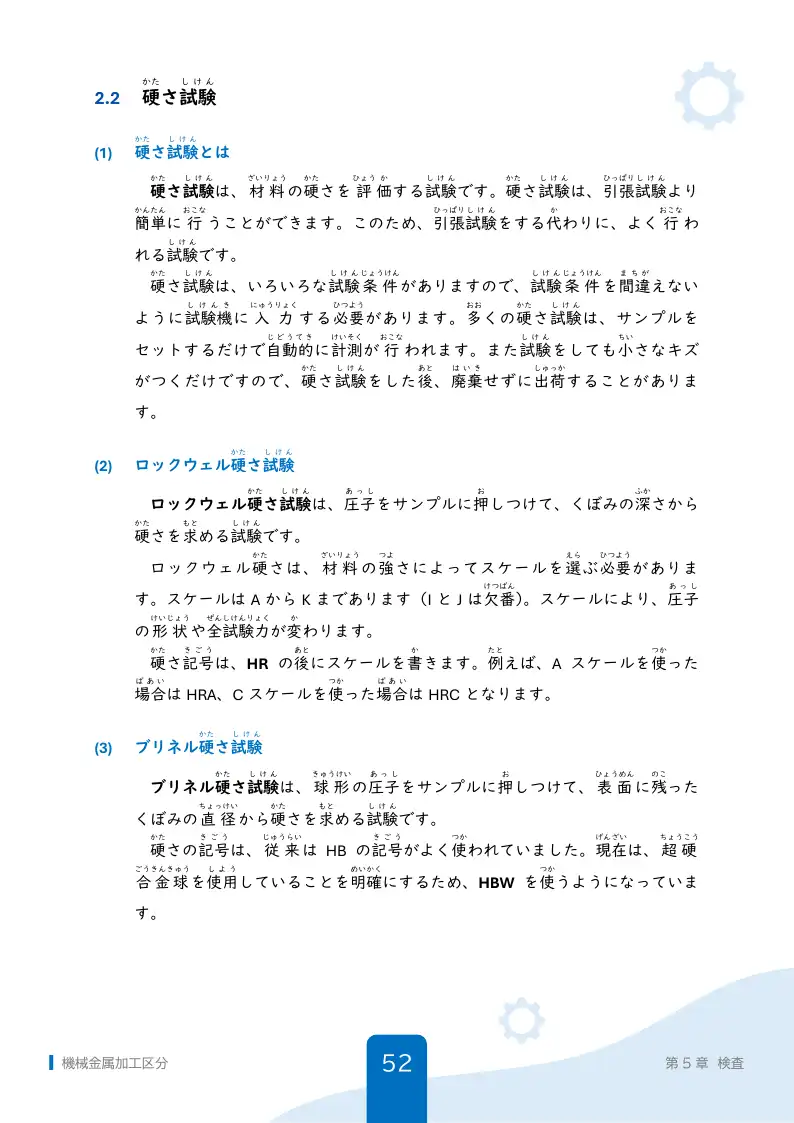 2.2 硬さ試験
(1) 硬さ試験とは
硬さ試験は、材料の硬さを評価する試験です。硬さ試験は、引張試験より
簡単に行うことができます。このため、引張試験をする代わりに、よく行わ
れる試験です。
硬さ試験は、いろいろな試験条件がありますので、試験条件を間違えない
ように試験機に入力する必要があります。多くの硬さ試験は、サンプルを
セットするだけで自動的に計測が行われます。また試験をしても小さなキズ
がつくだけですので、硬さ試験をした後、廃棄せずに出荷することがありま
す。
(2) ロックウェル硬さ試験
ロックウェル硬さ試験は、圧子をサンプルに押しつけて、くぼみの深さから
硬さを求める試験です。
ロックウェル硬さは、材料の強さによってスケールを選ぶ必要がありま
す。スケールは A から K まであります（I と J は欠番）。スケールにより、圧子
の形状や全試験力が変わります。
硬さ記号は、HR の後にスケールを書きます。例えば、A スケールを使った
場合は HRA、C スケールを使った場合は HRC となります。
(3) ブリネル硬さ試験
ブリネル硬さ試験は、球形の圧子をサンプルに押しつけて、表面に残った
くぼみの直径から硬さを求める試験です。
硬さの記号は、従来は HB の記号がよく使われていました。現在は、超硬
合金球を使用していることを明確にするため、HBW を使うようになっていま
す。
機械金属加工区分
52
第 5 章 検査